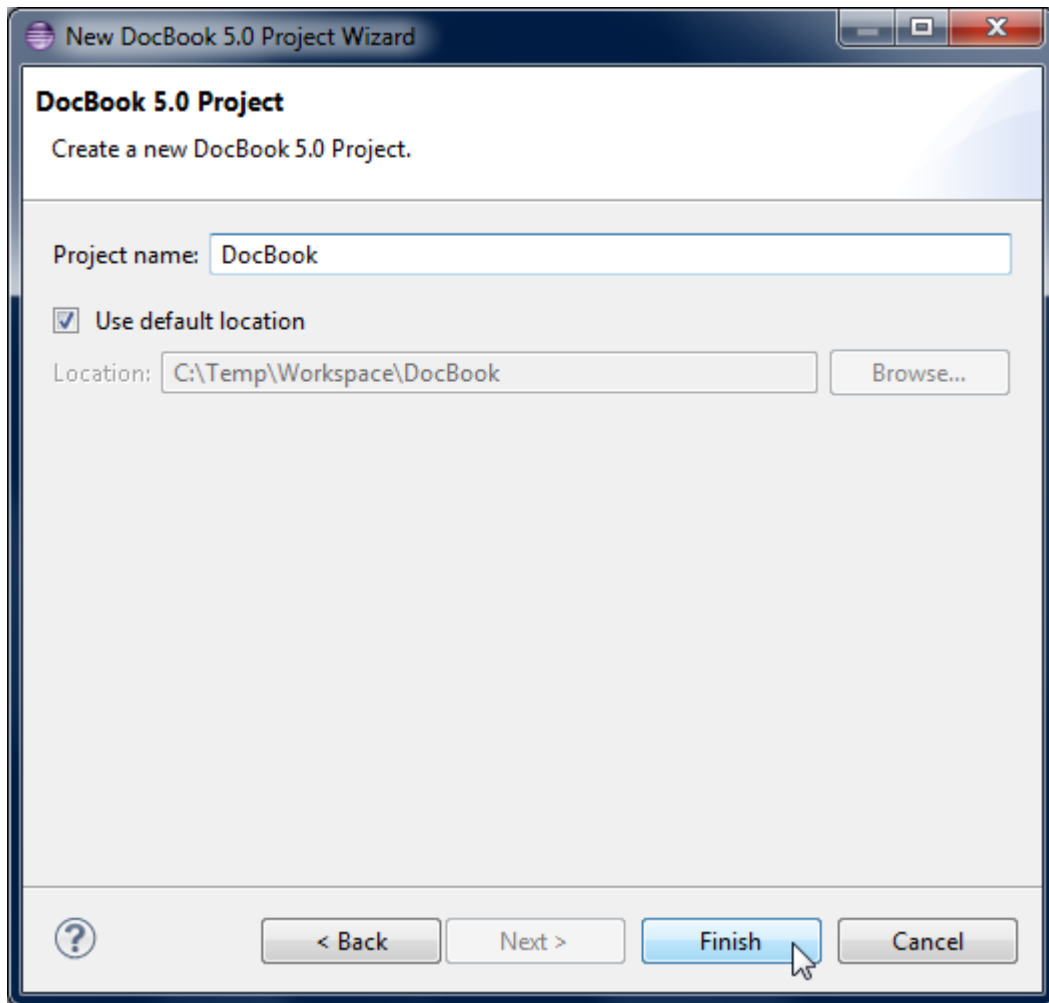 New DocBook 5.0 Project Wizard
DocBook 5.0 Project
Create a new DocBook 5.0 Project.
Project name: DocBook
Use default location
Location: C:\Temp\Workspace\DocBook Browse...
< Back Next > Finish Cancel